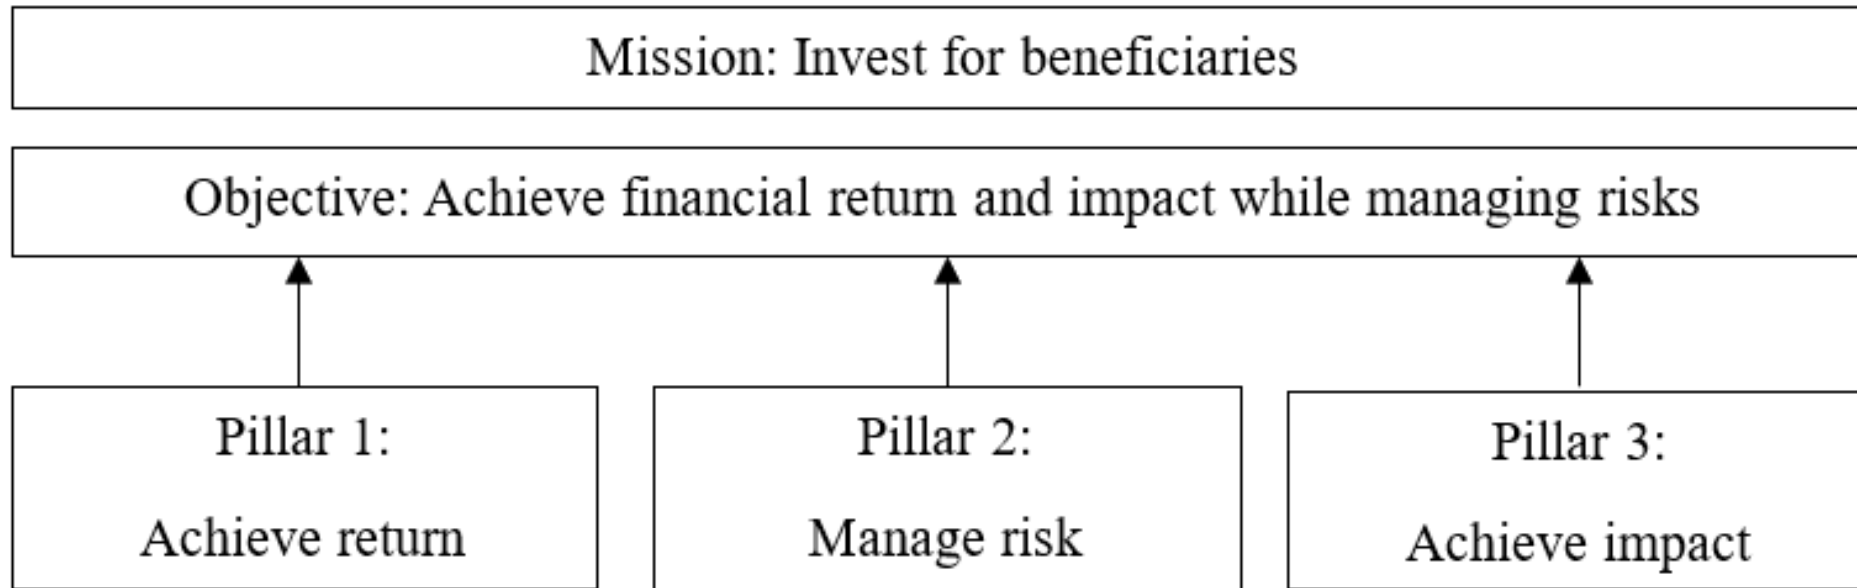 Mission: Invest for beneficiaries
Objective: Achieve financial return and impact while managing risks
Pillar 1:
Achieve return
Pillar 2:
Manage risk
Pillar 3:
Achieve impact